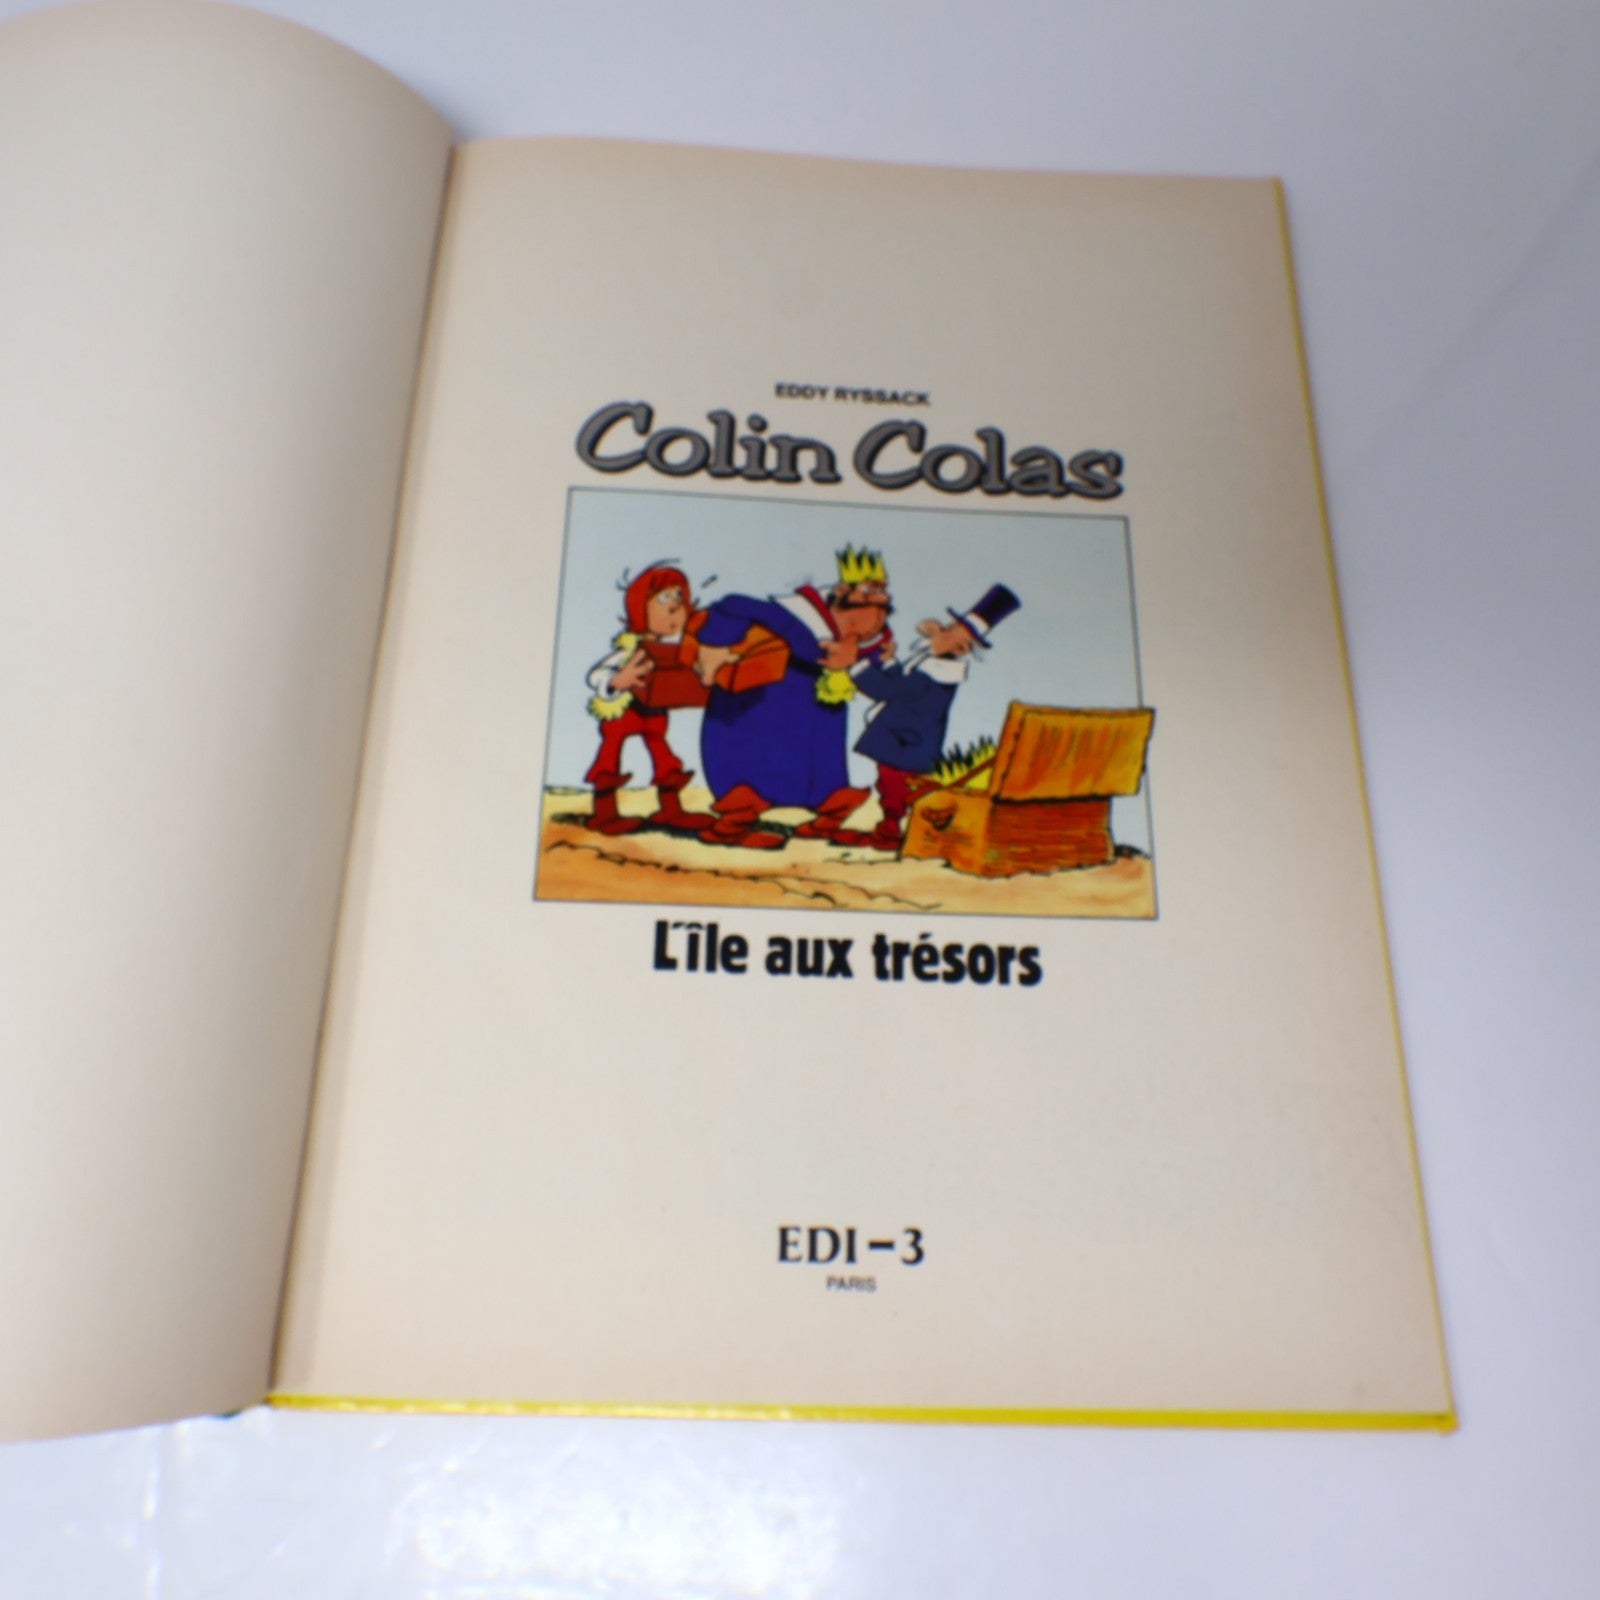 EDDY RYSSACK
Colin Colas
L'île aux trésors
EDI-3
PARIS